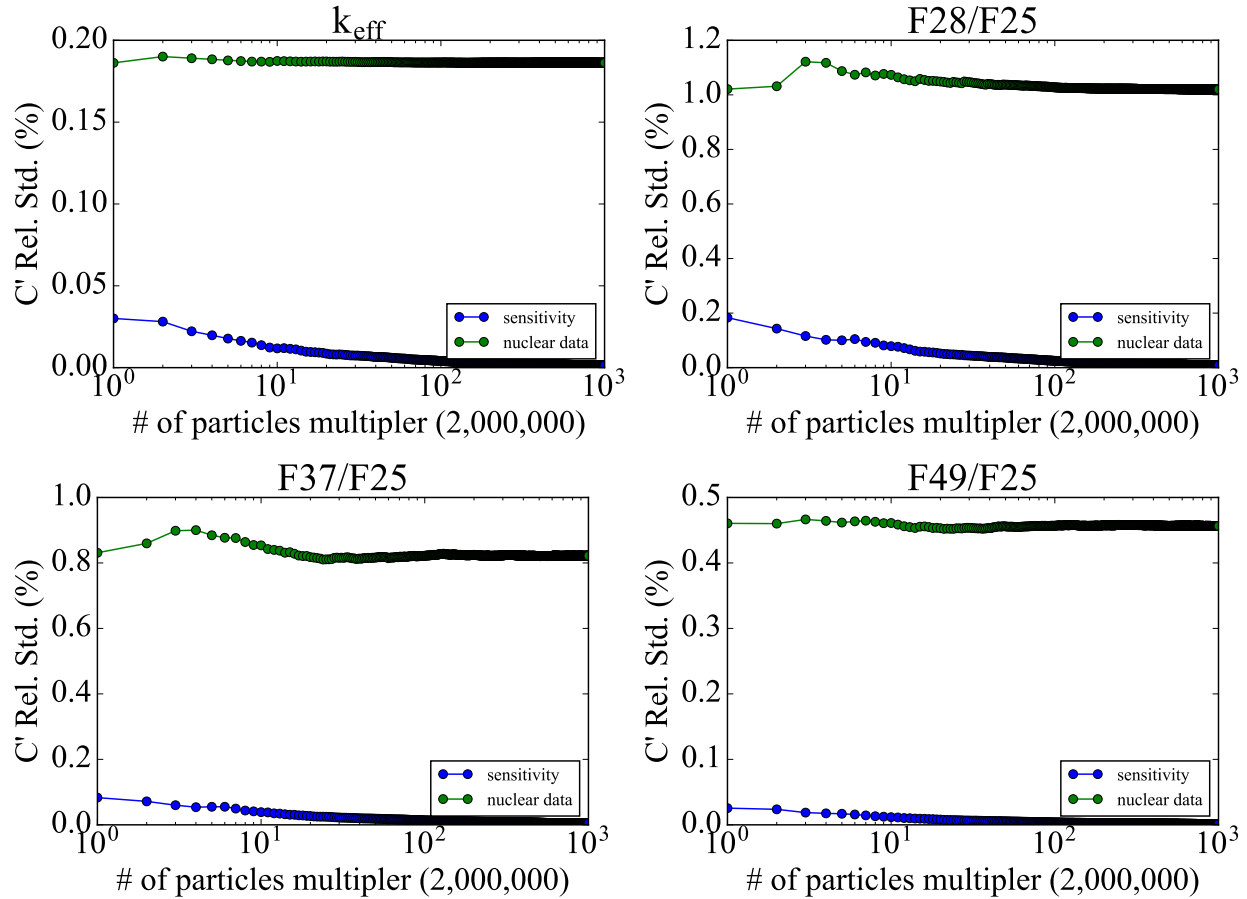 k_eff
C' Rel. Std. (%)
0.20
0.15
0.10
0.05
0.00
10^0 10^1 10^2 10^3
sensitivity
nuclear data
# of particles multipler (2,000,000)
F28/F25
C' Rel. Std. (%)
1.2
1.0
0.8
0.6
0.4
0.2
0.0
10^0 10^1 10^2 10^3
sensitivity
nuclear data
# of particles multipler (2,000,000)
F37/F25
C' Rel. Std. (%)
1.0
0.8
0.6
0.4
0.2
0.0
10^0 10^1 10^2 10^3
sensitivity
nuclear data
# of particles multipler (2,000,000)
F49/F25
C' Rel. Std. (%)
0.5
0.4
0.3
0.2
0.1
0.0
10^0 10^1 10^2 10^3
sensitivity
nuclear data
# of particles multipler (2,000,000)